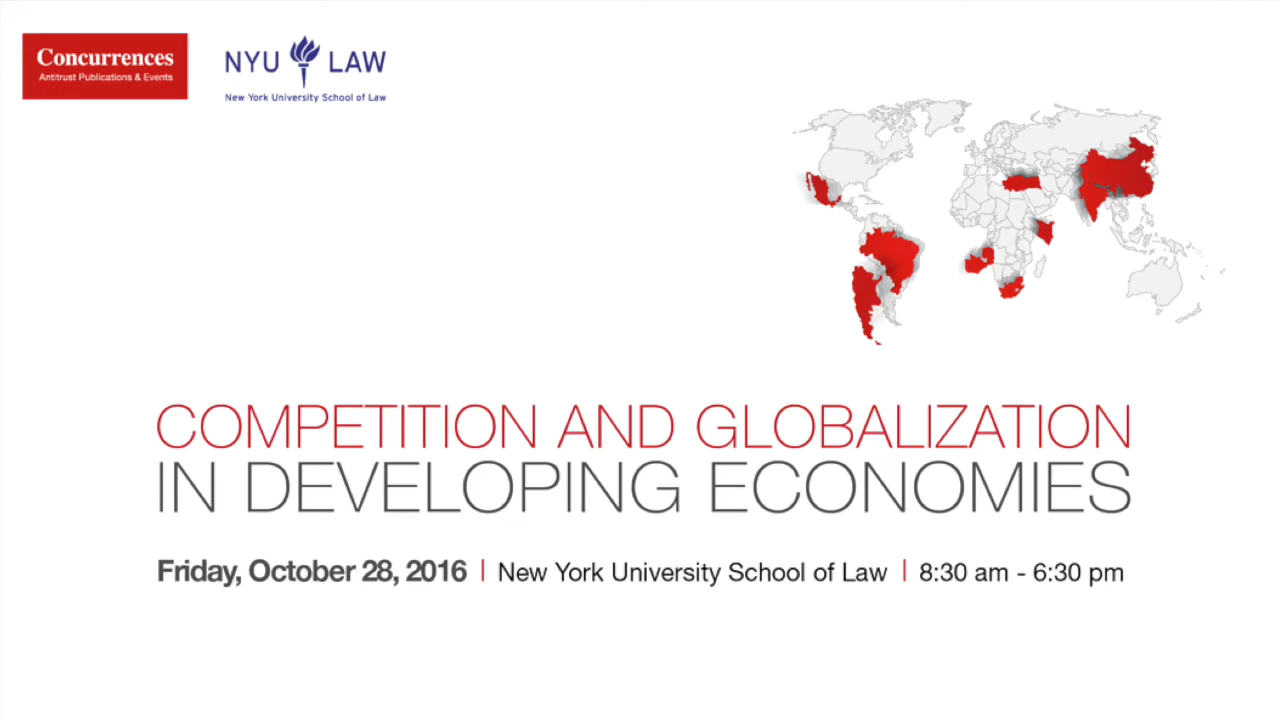 Concurrences
Antitrust Publications & Events
NYU LAW
New York University School of Law
COMPETITION AND GLOBALIZATION
IN DEVELOPING ECONOMIES
Friday, October 28, 2016 | New York University School of Law | 8:30 am - 6:30 pm